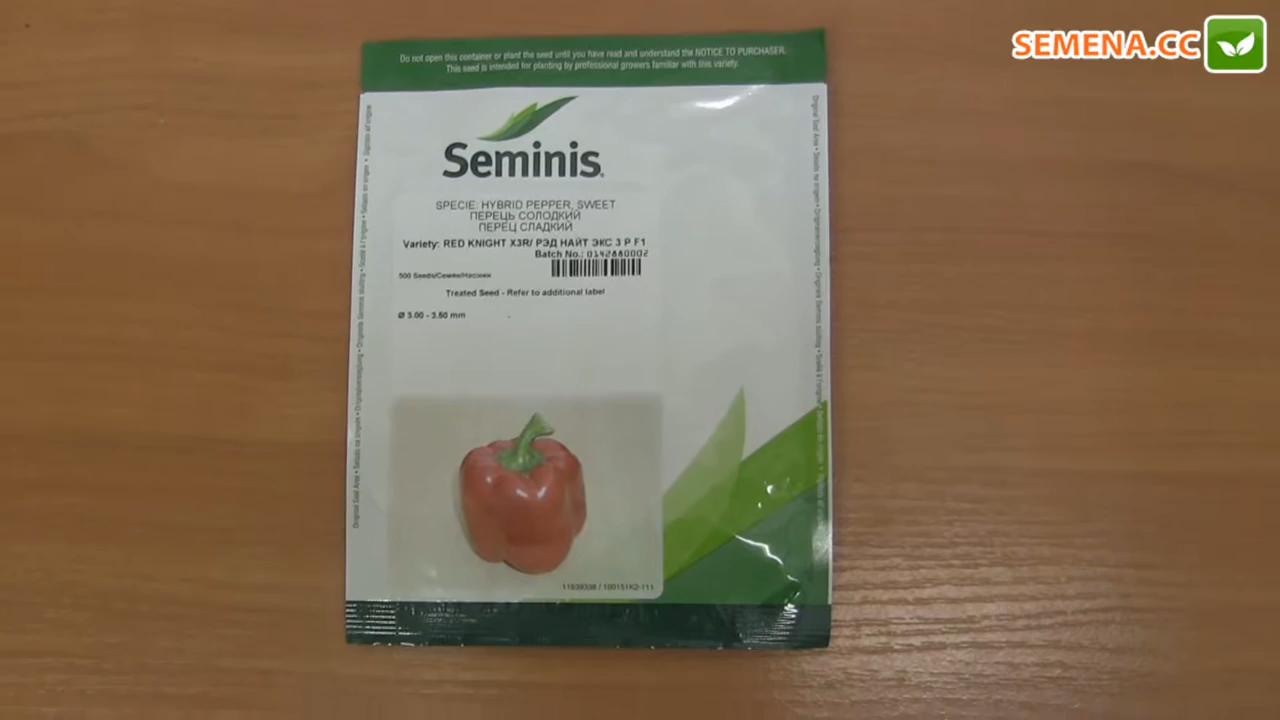 SEMENA.CC
Do not open this container or plant the seed until you have read and understand the NOTICE TO PURCHASER.
This seed is intended for planting by professional growers familiar with this variety.
Seminis
SPECIE: HYBRID PEPPER, SWEET
ПЕРЕЦЬ СОЛОДКИЙ
ПЕРЕЦ СЛАДКИЙ
Variety: RED KNIGHT X3R/ РЭД НАЙТ ЭКС 3 Р F1
Batch No.: 0142880002
500 Seeds/Семян/Насінин
Treated Seed - Refer to additional label
Ø 3.00 - 3.50 mm